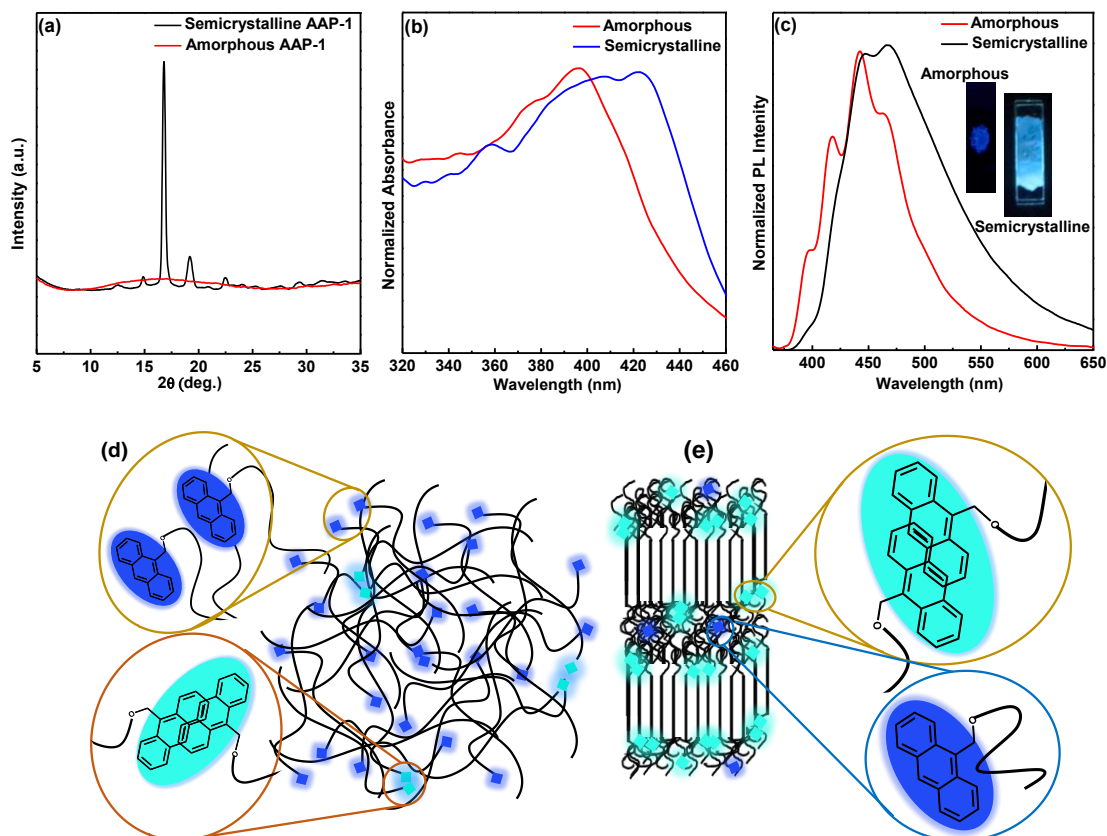 (a)
Semicrystalline AAP-1
Amorphous AAP-1
Intensity (a.u.)
5 10 15 20 25 30 35
2θ (deg.)
(b)
Amorphous
Semicrystalline
Normalized Absorbance
320 340 360 380 400 420 440 460
Wavelength (nm)
(c)
Amorphous
Semicrystalline
Amorphous
Semicrystalline
Normalized PL Intenity
400 450 500 550 600 650
Wavelength (nm)
(d)
O
O
O
O
(e)
O
O
O